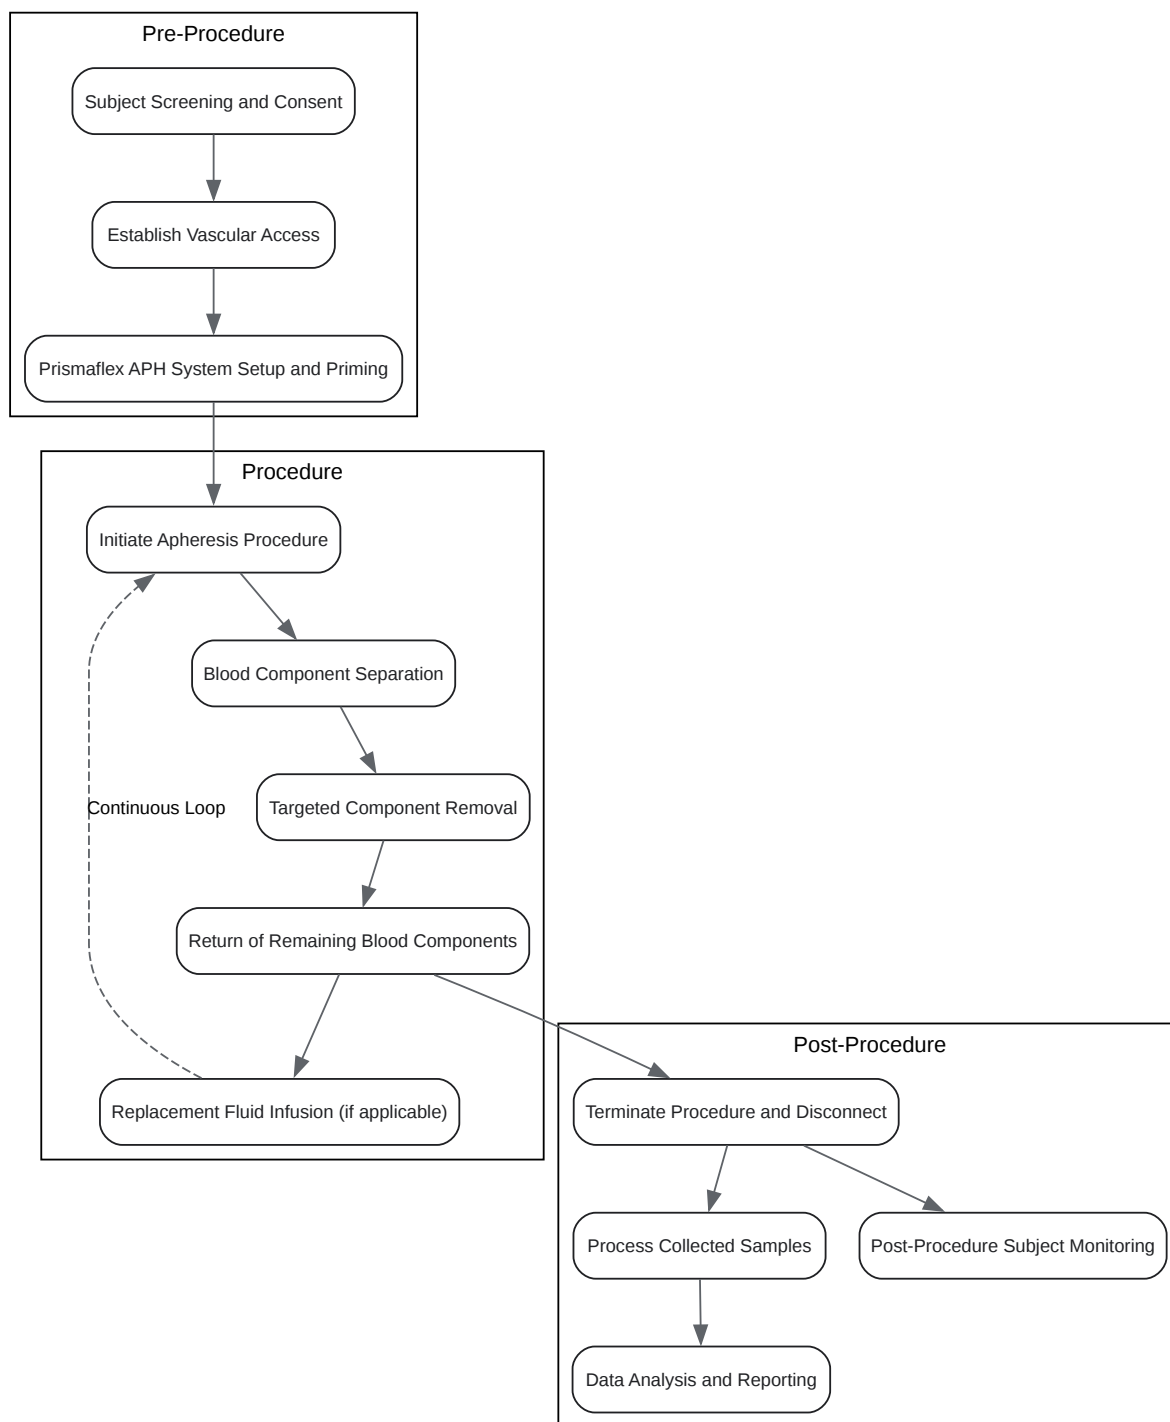 Pre-Procedure
Subject Screening and Consent
Establish Vascular Access
Prismaflex APH System Setup and Priming
Procedure
Initiate Apheresis Procedure
Blood Component Separation
Targeted Component Removal
Continuous Loop
Return of Remaining Blood Components
Replacement Fluid Infusion (if applicable)
Post-Procedure
Terminate Procedure and Disconnect
Process Collected Samples
Post-Procedure Subject Monitoring
Data Analysis and Reporting